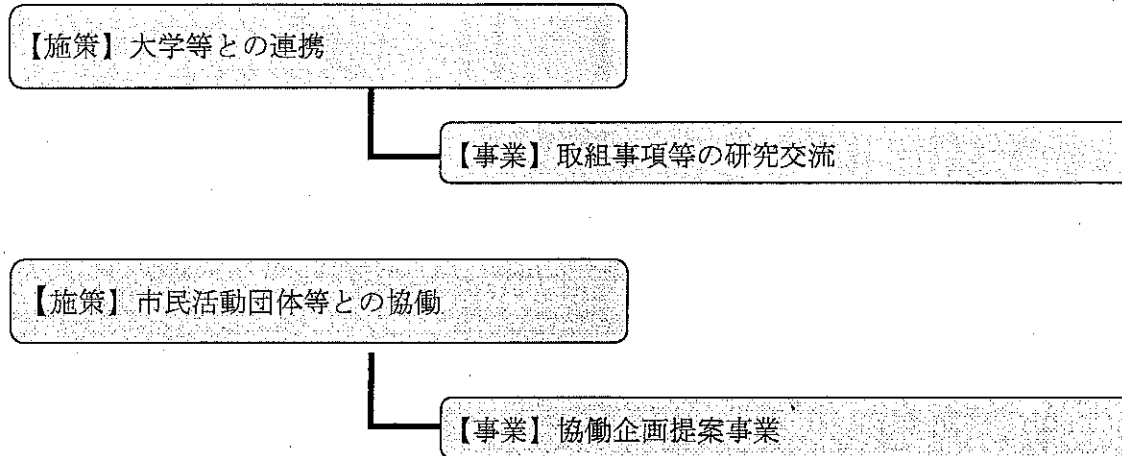 【施策】大学等との連携
【事業】取組事項等の研究交流
【施策】市民活動団体等との協働
【事業】協働企画提案事業